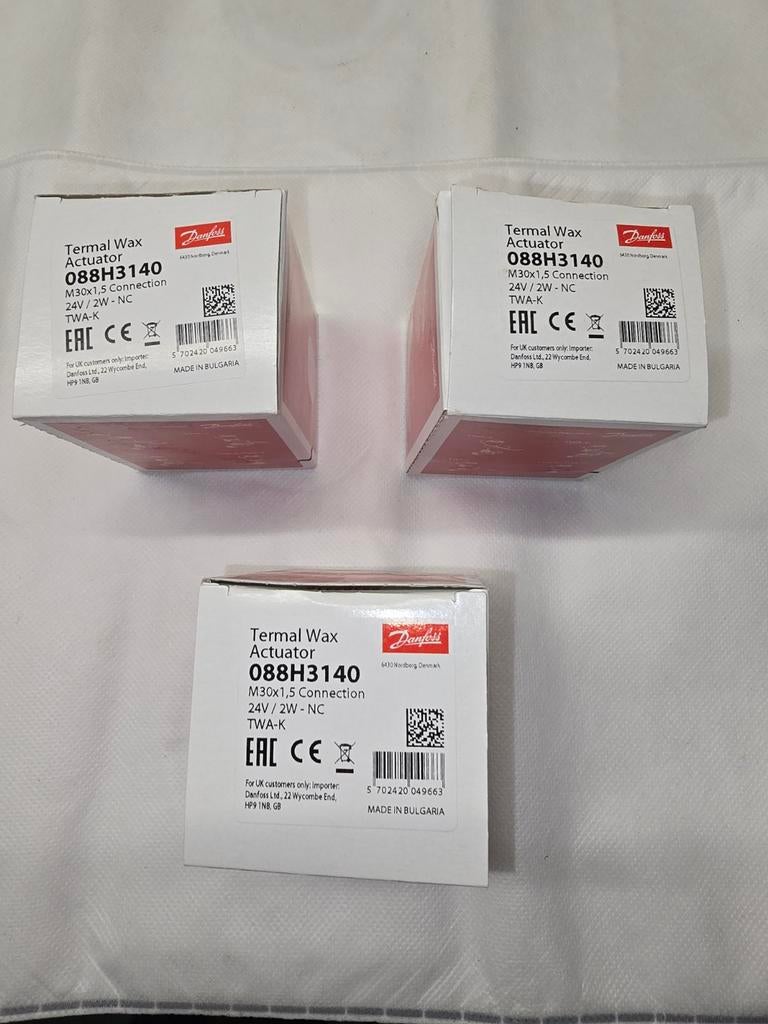 Termal Wax
Actuator
088H3140
M30x1,5 Connection
24V / 2W - NC
TWA-K
EAC CE
For UK customers only: Importer:
Danfoss Ltd., 22 Wycombe End,
HP9 1NB, GB
Danfoss
6430 Nordborg, Denmark
5 702420 049663
MADE IN BULGARIA
Termal Wax
Actuator
088H3140
M30x1,5 Connection
24V / 2W - NC
TWA-K
EAC CE
For UK customers only: Importer:
Danfoss Ltd., 22 Wycombe End,
HP9 1NB, GB
Danfoss
6430 Nordborg, Denmark
5 702420 049663
MADE IN BULGARIA
Danfoss
Termal Wax
Actuator
088H3140
M30x1,5 Connection
24V / 2W - NC
TWA-K
EAC CE
For UK customers only: Importer:
Danfoss Ltd., 22 Wycombe End,
HP9 1NB, GB
Danfoss
6430 Nordborg, Denmark
5 702420 049663
MADE IN BULGARIA